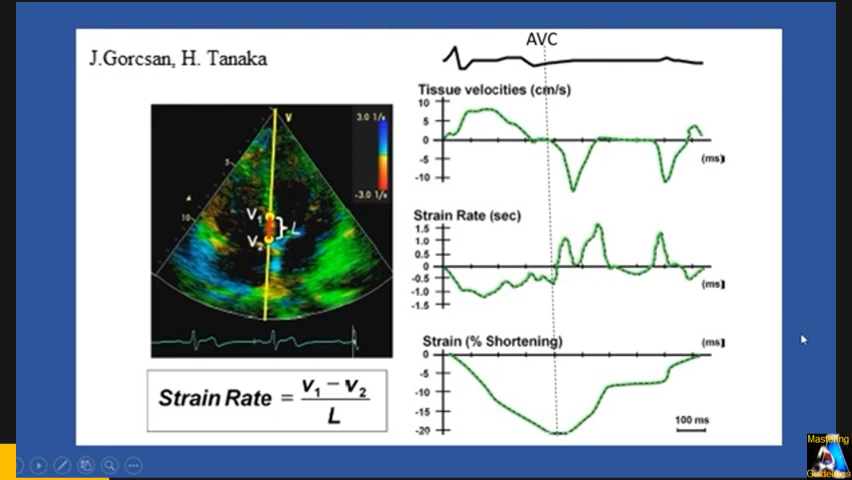 J.Gorcsan, H. Tanaka
AVC
Tissue velocities (cm/s)
10
5
0
-5
-10
(ms)
V
3.0 1/s
-3.0 1/s
5
10
V1
V2
L
Strain Rate (sec)
1.5
1.0
0.5
0
-0.5
-1.0
-1.5
(ms)
Strain (% Shortening)
(ms)
0
-5
-10
-15
-20
100 ms
Strain Rate = V1 − V2 / L
Mastering
Guidelines